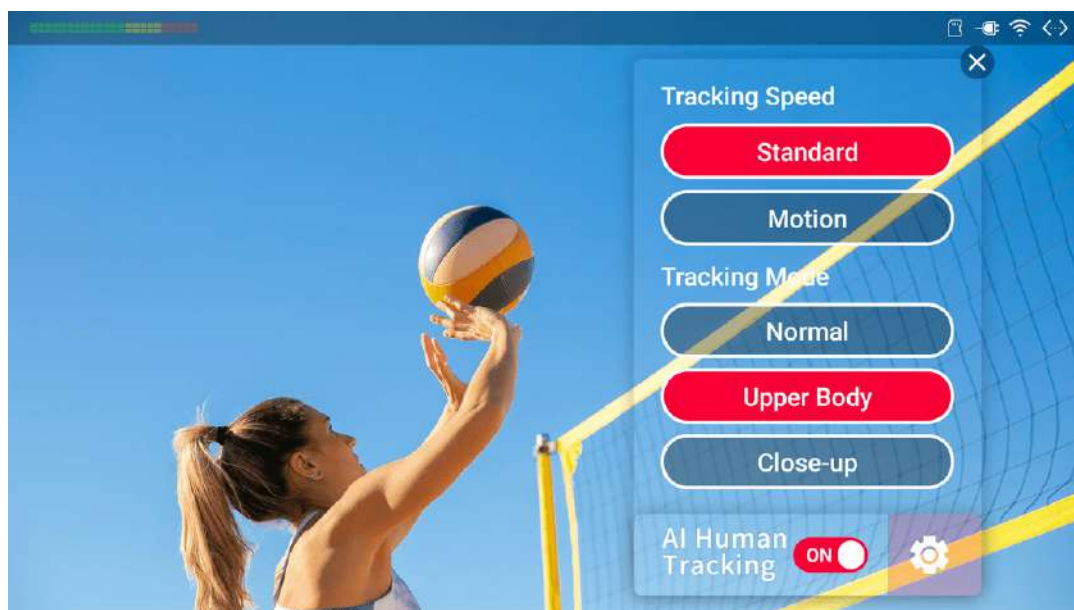 Tracking Speed
Standard
Motion
Tracking Mode
Normal
Upper Body
Close-up
AI Human
Tracking
ON